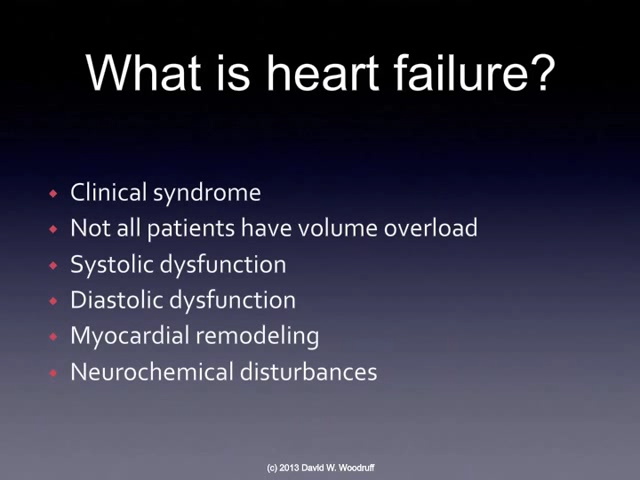 What is heart failure?
Clinical syndrome
Not all patients have volume overload
Systolic dysfunction
Diastolic dysfunction
Myocardial remodeling
Neurochemical disturbances
(c) 2013 David W. Woodruff